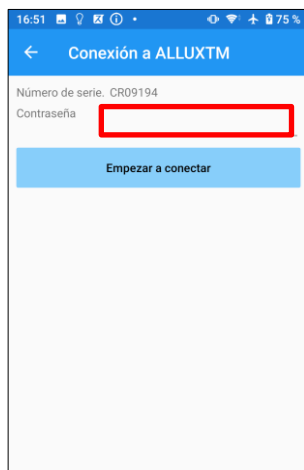 16:51 75 %
Conexión a ALLUXTM
Número de serie. CR09194
Contraseña
Empezar a conectar